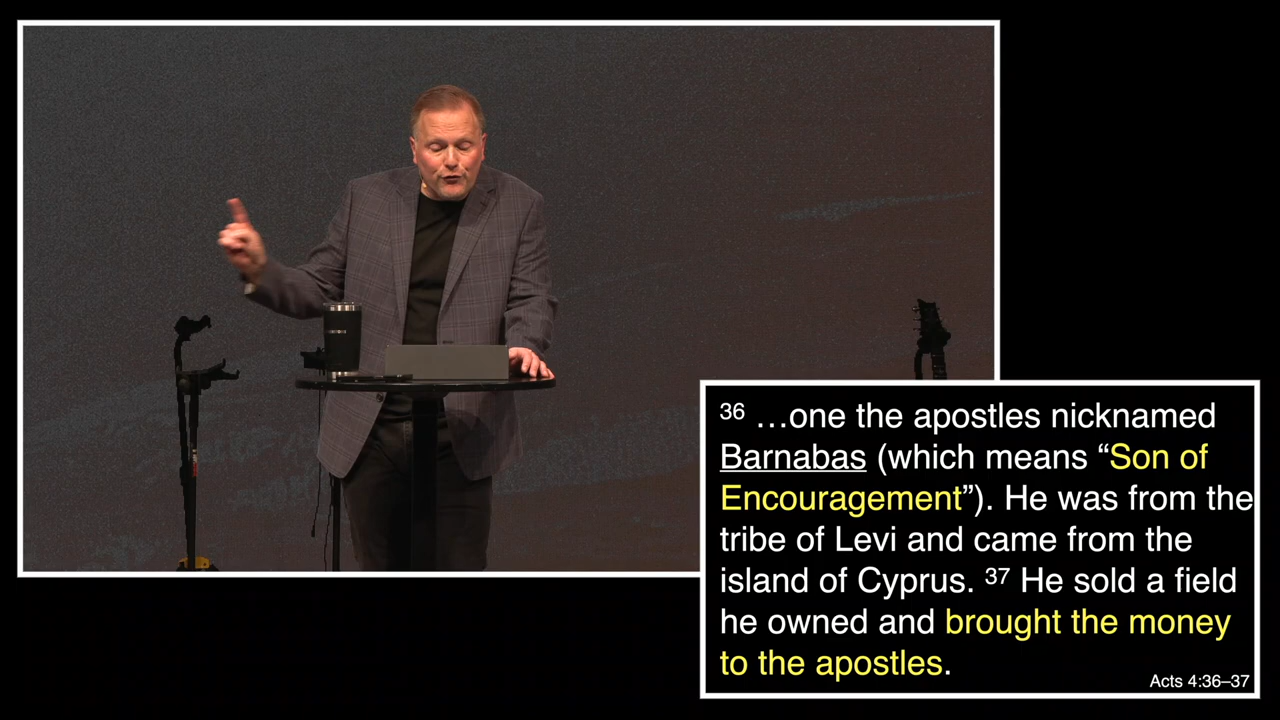 36 …one the apostles nicknamed
Barnabas (which means “Son of
Encouragement”). He was from the
tribe of Levi and came from the
island of Cyprus. 37 He sold a field
he owned and brought the money
to the apostles.
Acts 4:36–37